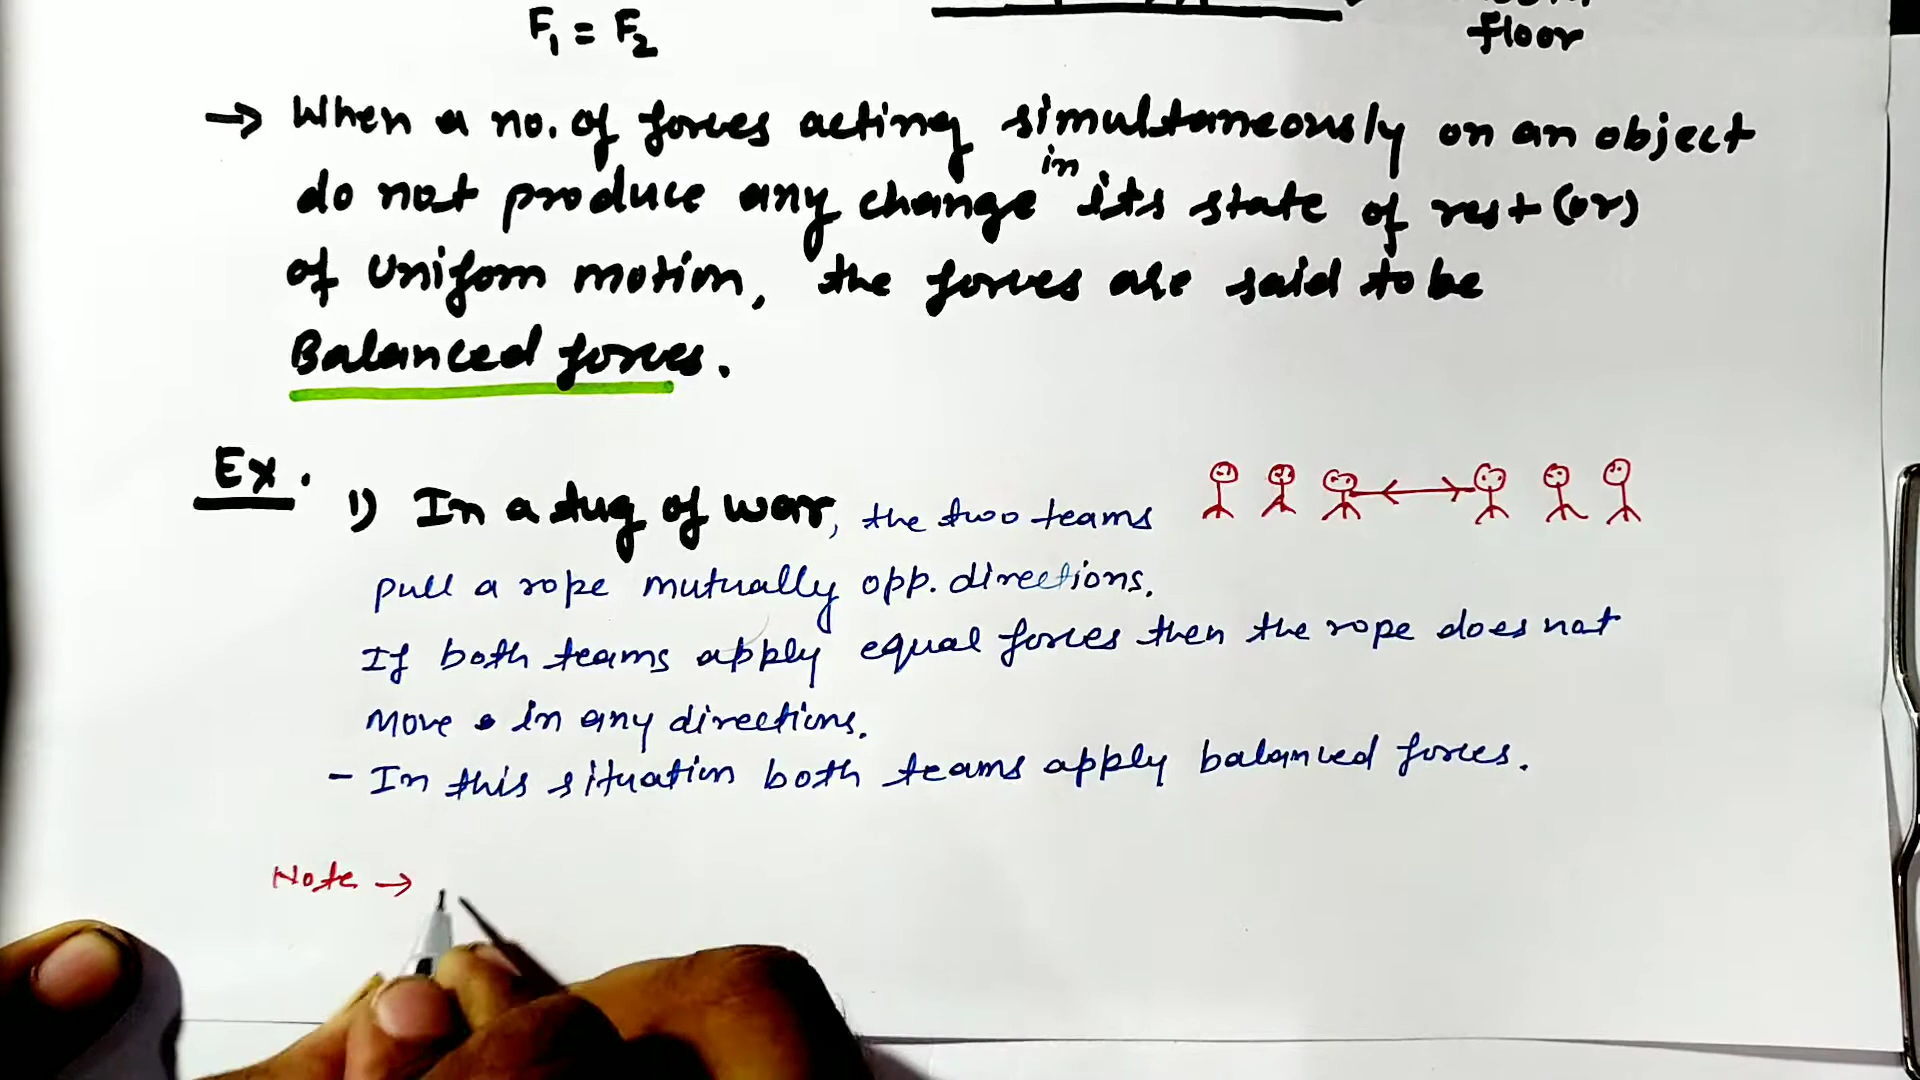 F₁ = F₂
floor
→ When a no. of forces acting simultaneously on an object
do not produce any change in its state of rest (or)
of Uniform motion, the forces are said to be
Balanced forces.
Ex.
1) In a tug of war, the two teams
pull a rope mutually opp. directions.
If both teams apply equal forces then the rope does not
move in any directions.
- In this situation both teams apply balanced forces.
Note →